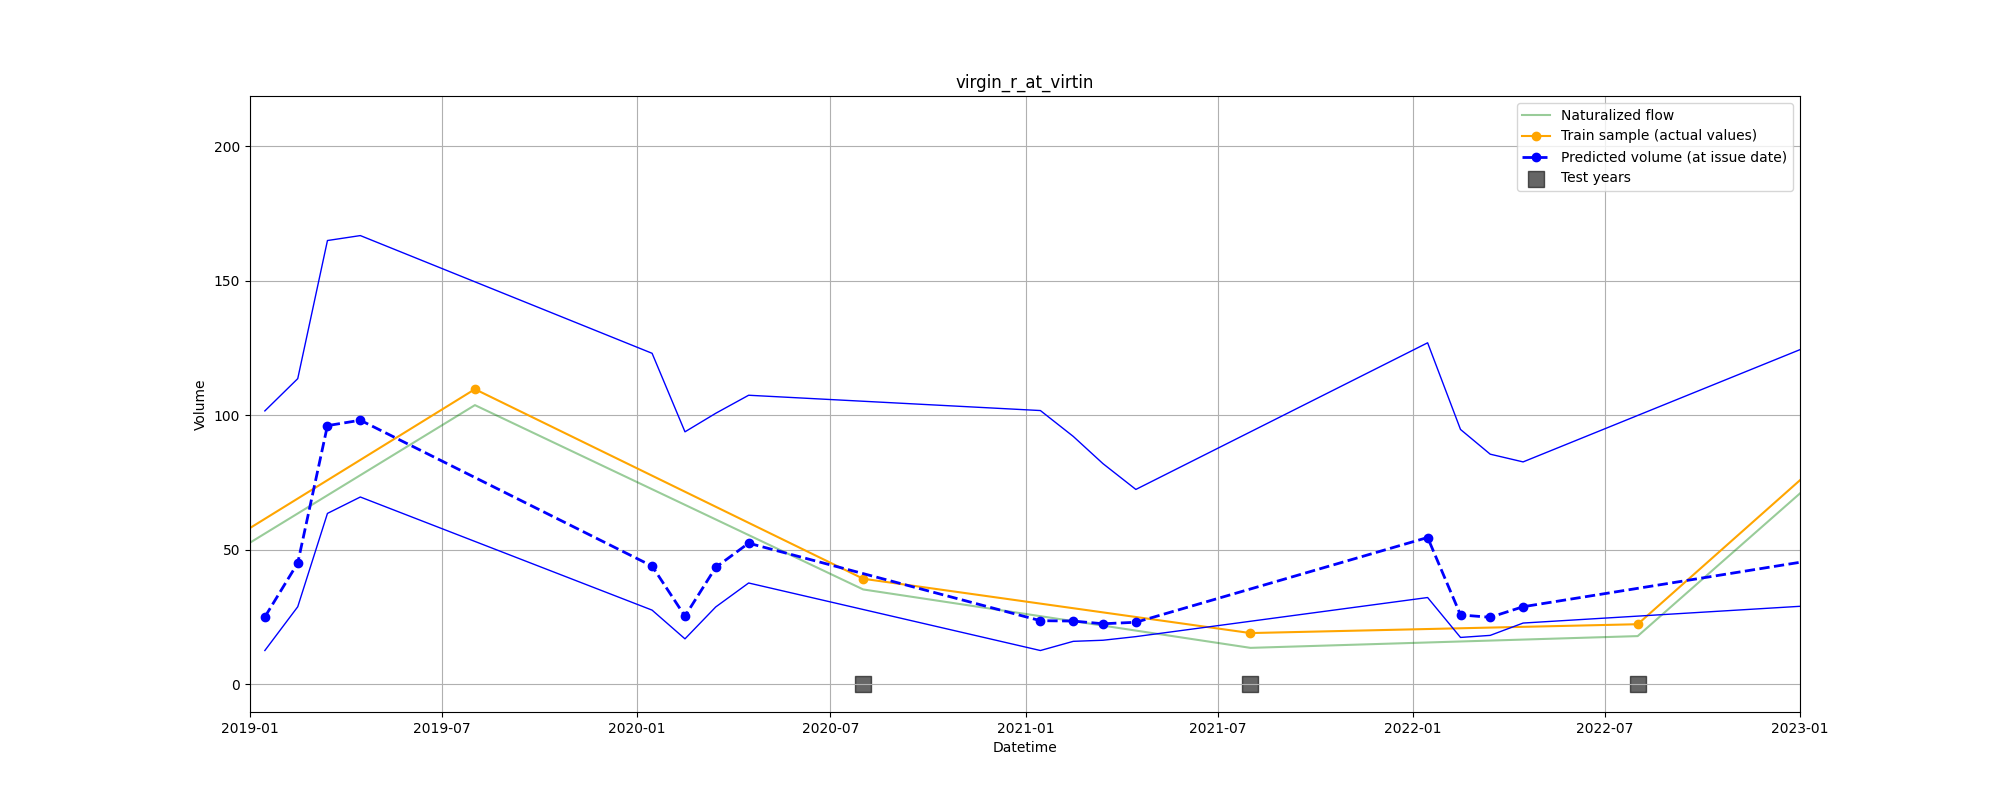 virgin_r_at_virtin
Naturalized flow
Train sample (actual values)
Predicted volume (at issue date)
Test years
200
150
100
50
0
Volume
2019-01
2019-07
2020-01
2020-07
2021-01
2021-07
2022-01
2022-07
2023-01
Datetime